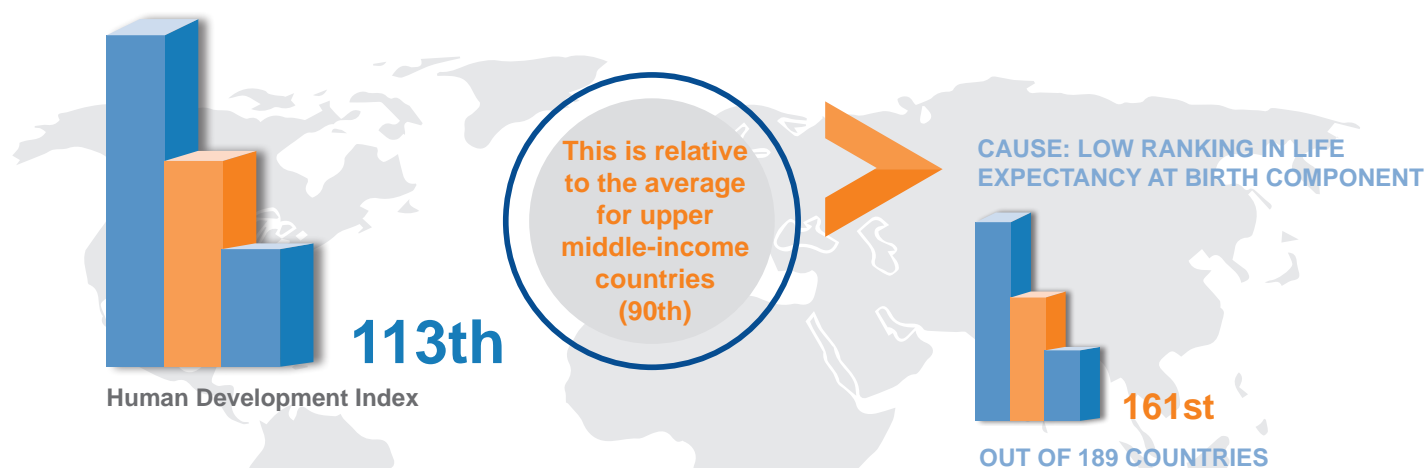 113th
Human Development Index
This is relative
to the average
for upper
middle-income
countries
(90th)
CAUSE: LOW RANKING IN LIFE
EXPECTANCY AT BIRTH COMPONENT
161st
OUT OF 189 COUNTRIES